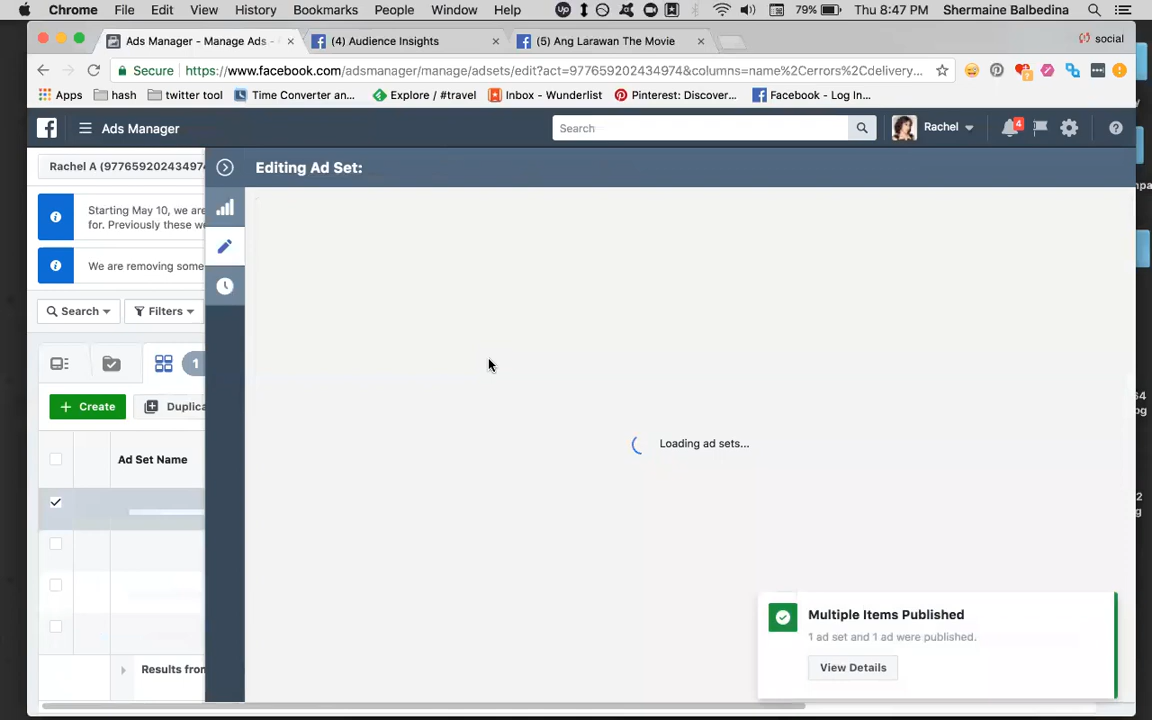 Chrome File Edit View History Bookmarks People Window Help 79% Thu 8:47 PM Shermaine Balbedina
Ads Manager - Manage Ads - (4) Audience Insights (5) Ang Larawan The Movie social
Secure https://www.facebook.com/adsmanager/manage/adsets/edit?act=977659202434974&columns=name%2Cerrors%2Cdelivery...
Apps hash twitter tool Time Converter an... Explore / #travel Inbox - Wunderlist Pinterest: Discover... Facebook - Log In...
Ads Manager Search Rachel 4
Rachel A (97765920243497
Editing Ad Set:
Starting May 10, we are
for. Previously these we
We are removing some
Search Filters
1
Create Duplica
Loading ad sets...
Ad Set Name
Multiple Items Published
1 ad set and 1 ad were published.
View Details
Results from